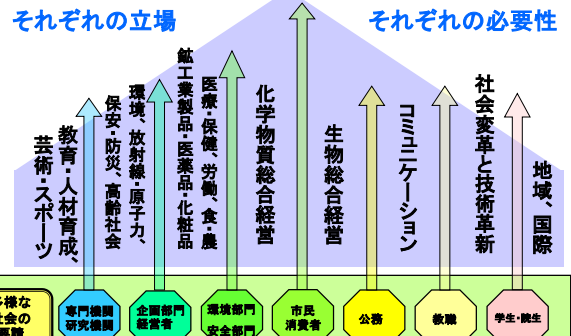 それぞれの立場
それぞれの必要性
芸術・スポーツ
教育・人材育成、
保安・防災、高齢社会
環境、放射線・原子力、
鉱工業製品・医薬品・化粧品
医療・保健、労働、食・農
化学物質総合経営
生物総合経営
コミュニケーション
社会変革と技術革新
地域、国際
様な
会の
専門機関
研究機関
企画部門
経営者
環境部門
安全部門
市民
消費者
公務
教職
学生・院生